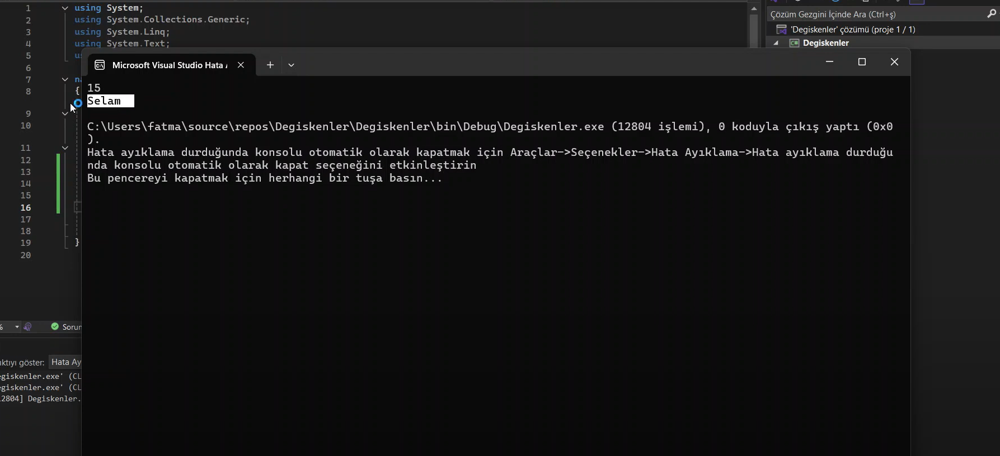 1 using System;
2 using System.Collections.Generic;
3 using System.Linq;
4 using System.Text;
5
6
7
8 {
9
10
11
12
13
14
15
16
17
18
19 }
20
Çözüm Gezgini İçinde Ara (Ctrl+ş)
'Degiskenler' çözümü (proje 1 / 1)
C# Degiskenler
Microsoft Visual Studio Hata
15
Selam
C:\Users\fatma\source\repos\Degiskenler\Degiskenler\bin\Debug\Degiskenler.exe (12804 işlemi), 0 koduyla çıkış yaptı (0x0
).
Hata ayıklama durduğunda konsolu otomatik olarak kapatmak için Araçlar->Seçenekler->Hata Ayıklama->Hata ayıklama durduğu
nda konsolu otomatik olarak kapat seçeneğini etkinleştirin
Bu pencereyi kapatmak için herhangi bir tuşa basın...
% Sorun
ıktıyı göster: Hata Ay
egiskenler.exe' (CL
egiskenler.exe' (CL
2804] Degiskenler.